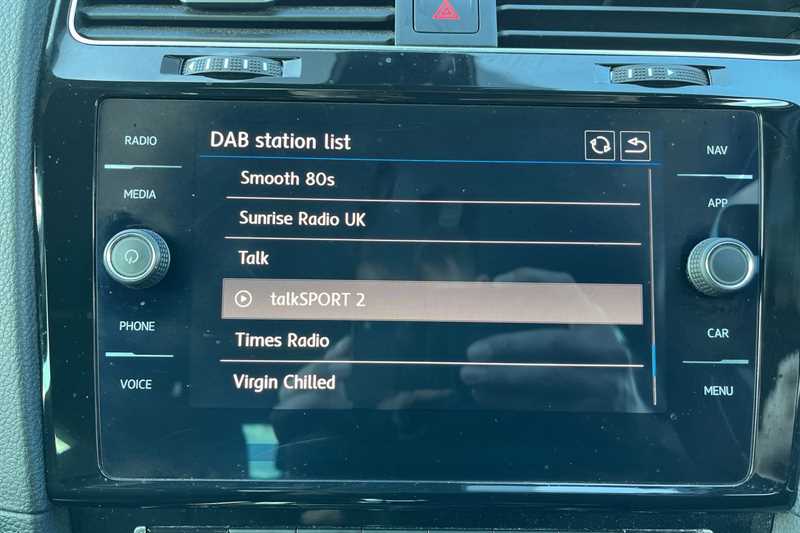 RADIO
MEDIA
PHONE
VOICE
DAB station list
Smooth 80s
Sunrise Radio UK
Talk
talkSPORT 2
Times Radio
Virgin Chilled
NAV
APP
CAR
MENU